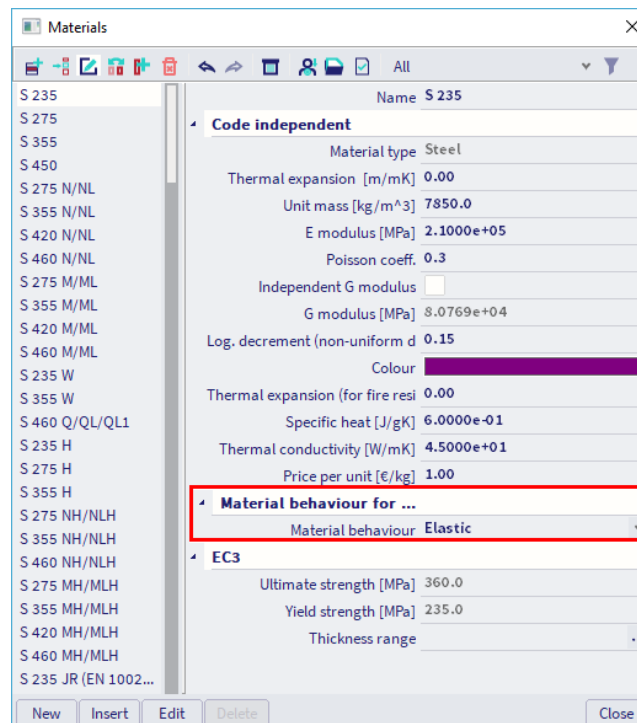 Materials
All
S 235
S 275
S 355
S 450
S 275 N/NL
S 355 N/NL
S 420 N/NL
S 460 N/NL
S 275 M/ML
S 355 M/ML
S 420 M/ML
S 460 M/ML
S 235 W
S 355 W
S 460 Q/QL/QL1
S 235 H
S 275 H
S 355 H
S 275 NH/NLH
S 355 NH/NLH
S 460 NH/NLH
S 275 MH/MLH
S 355 MH/MLH
S 420 MH/MLH
S 460 MH/MLH
S 235 JR (EN 1002...
Name S 235
Code independent
Material type Steel
Thermal expansion [m/mK] 0.00
Unit mass [kg/m^3] 7850.0
E modulus [MPa] 2.1000e+05
Poisson coeff. 0.3
Independent G modulus
G modulus [MPa] 8.0769e+04
Log. decrement (non-uniform d 0.15
Colour
Thermal expansion (for fire resi 0.00
Specific heat [J/gK] 6.0000e-01
Thermal conductivity [W/mK] 4.5000e+01
Price per unit [€/kg] 1.00
Material behaviour for ...
Material behaviour Elastic
EC3
Ultimate strength [MPa] 360.0
Yield strength [MPa] 235.0
Thickness range
New Insert Edit Delete Close